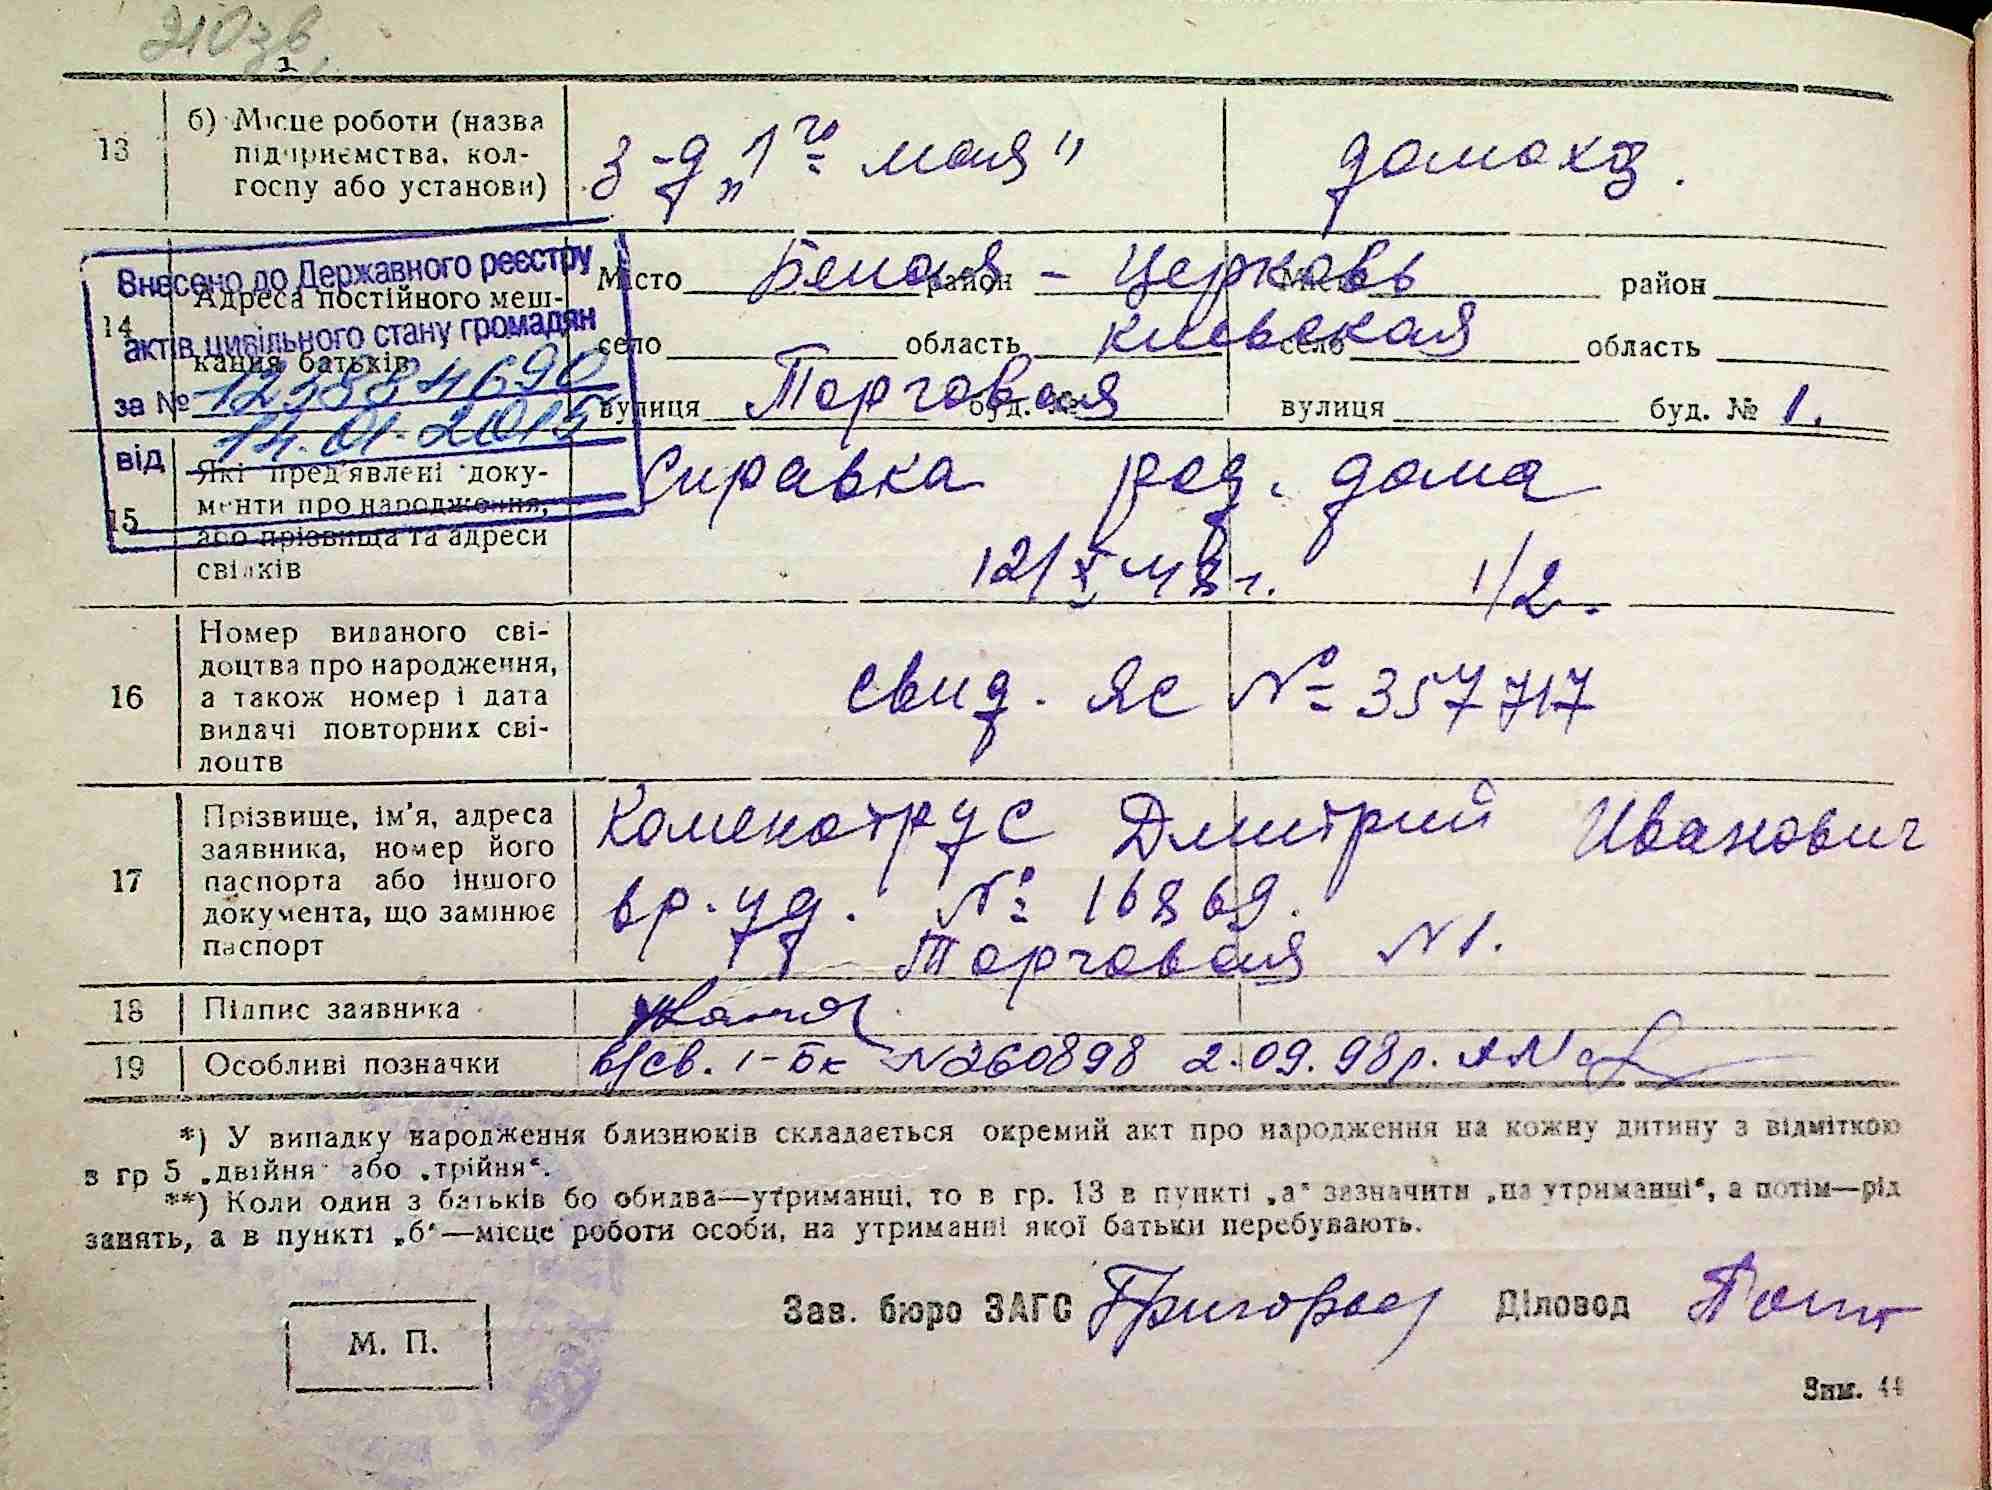 210зв.
13 б) Місце роботи (назва підприємства, колгоспу або установи) з-д „1го мая" домохоз.
Внесено до Державного реєстру
актів цивільного стану громадян
за №
від 14.01.2015
14 Адреса постійного мешкання батьків
Місто Белая - Церковь район Місто район
село область Киевская село область
вулиця Торговая буд. № вулиця буд. № 1.
15 Які пред'явлені документи про народження, або прізвища та адреси свідків
Справка род. дома
12/X 48 г. 1/2.
16 Номер виданого свідоцтва про народження, а також номер і дата видачі повторних свідоцтв
свид. ЯС № 357717
17 Прізвище, ім'я, адреса заявника, номер його паспорта або іншого документа, що замінює паспорт
Коменотрус Дмитрий Иванович
вр. уд. № 16869.
Торговая N 1.
18 Підпис заявника
19 Особливі позначки в/св. I-БК N 260898 2.09.98р.
*) У випадку народження близнюків складається окремий акт про народження на кожну дитину з відміткою
в гр 5 „двійня" або „трійня".
**) Коли один з батьків бо обидва—утриманці, то в гр. 13 в пункті „а" зазначити „на утриманні", а потім—рід
занять, а в пункті „б"—місце роботи особи, на утриманні якої батьки перебувають.
М. П.
Зав. бюро ЗАГС Діловод
Зам. 44